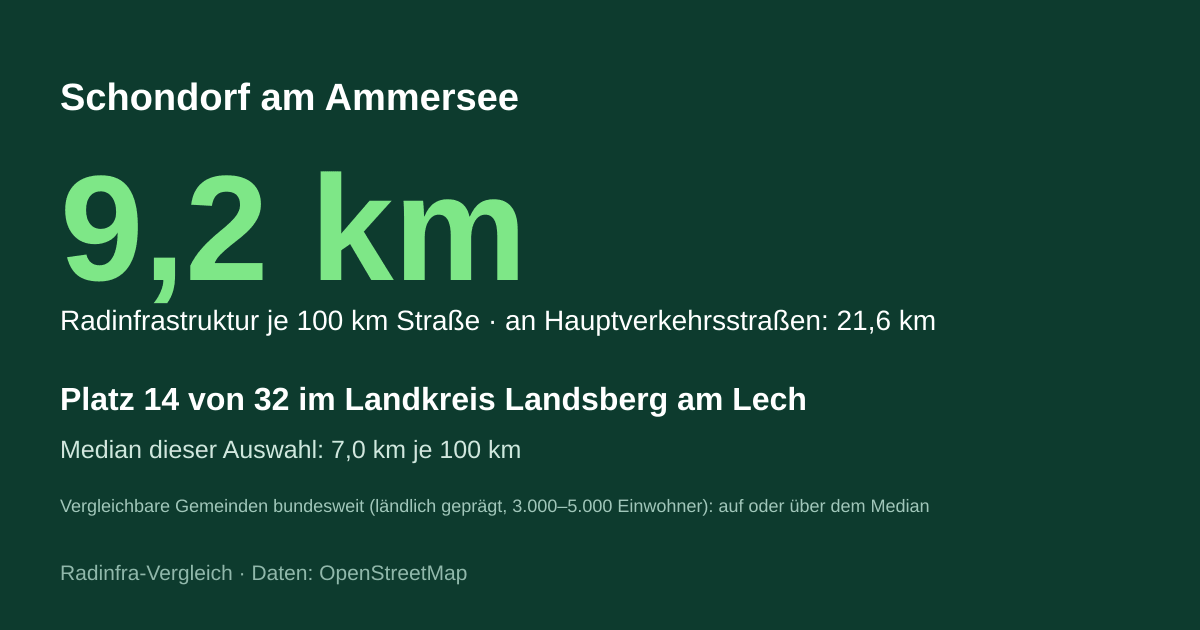 Schondorf am Ammersee
9,2 km
Radinfrastruktur je 100 km Straße · an Hauptverkehrsstraßen: 21,6 km
Platz 14 von 32 im Landkreis Landsberg am Lech
Median dieser Auswahl: 7,0 km je 100 km
Vergleichbare Gemeinden bundesweit (ländlich geprägt, 3.000–5.000 Einwohner): auf oder über dem Median
Radinfra-Vergleich · Daten: OpenStreetMap